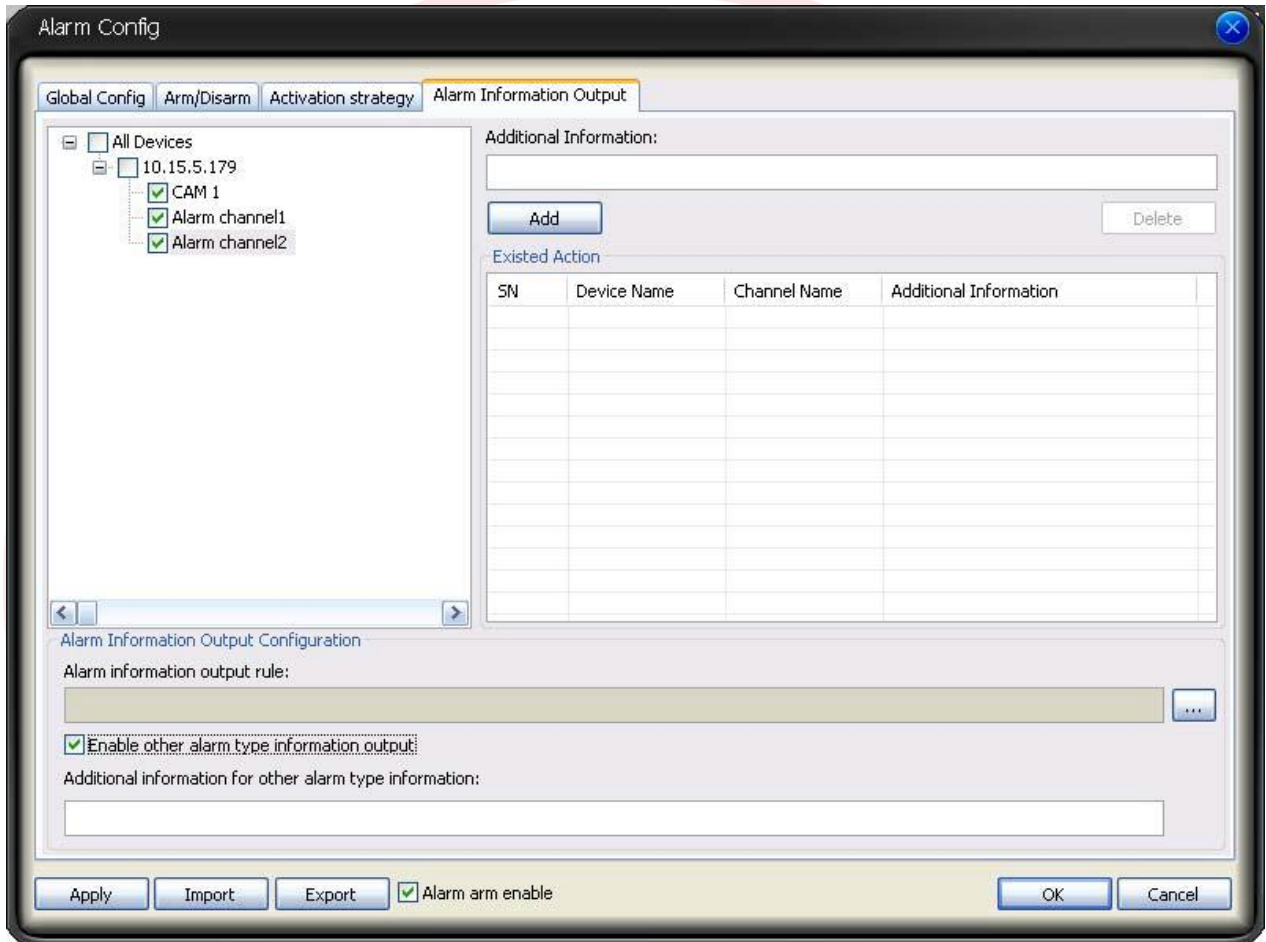 Alarm Config
Global Config Arm/Disarm Activation strategy Alarm Information Output
All Devices
10.15.5.179
CAM 1
Alarm channel1
Alarm channel2
Additional Information:
Add Delete
Existed Action
SN Device Name Channel Name Additional Information
Alarm Information Output Configuration
Alarm information output rule:
...
Enable other alarm type information output
Additional information for other alarm type information:
Apply Import Export Alarm arm enable OK Cancel